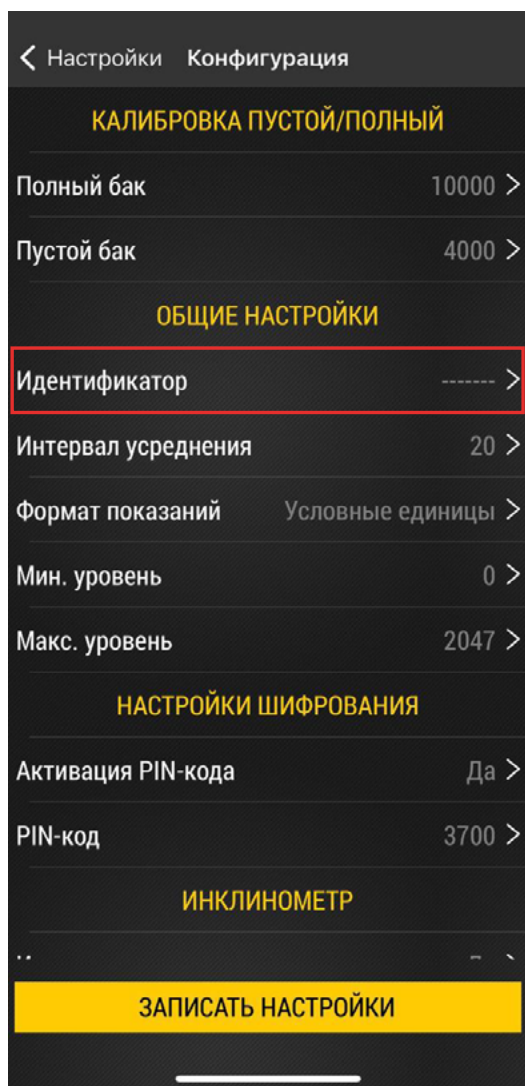 Настройки Конфигурация
КАЛИБРОВКА ПУСТОЙ/ПОЛНЫЙ
Полный бак 10000
Пустой бак 4000
ОБЩИЕ НАСТРОЙКИ
Идентификатор -------
Интервал усреднения 20
Формат показаний Условные единицы
Мин. уровень 0
Макс. уровень 2047
НАСТРОЙКИ ШИФРОВАНИЯ
Активация PIN-кода Да
PIN-код 3700
ИНКЛИНОМЕТР
ЗАПИСАТЬ НАСТРОЙКИ